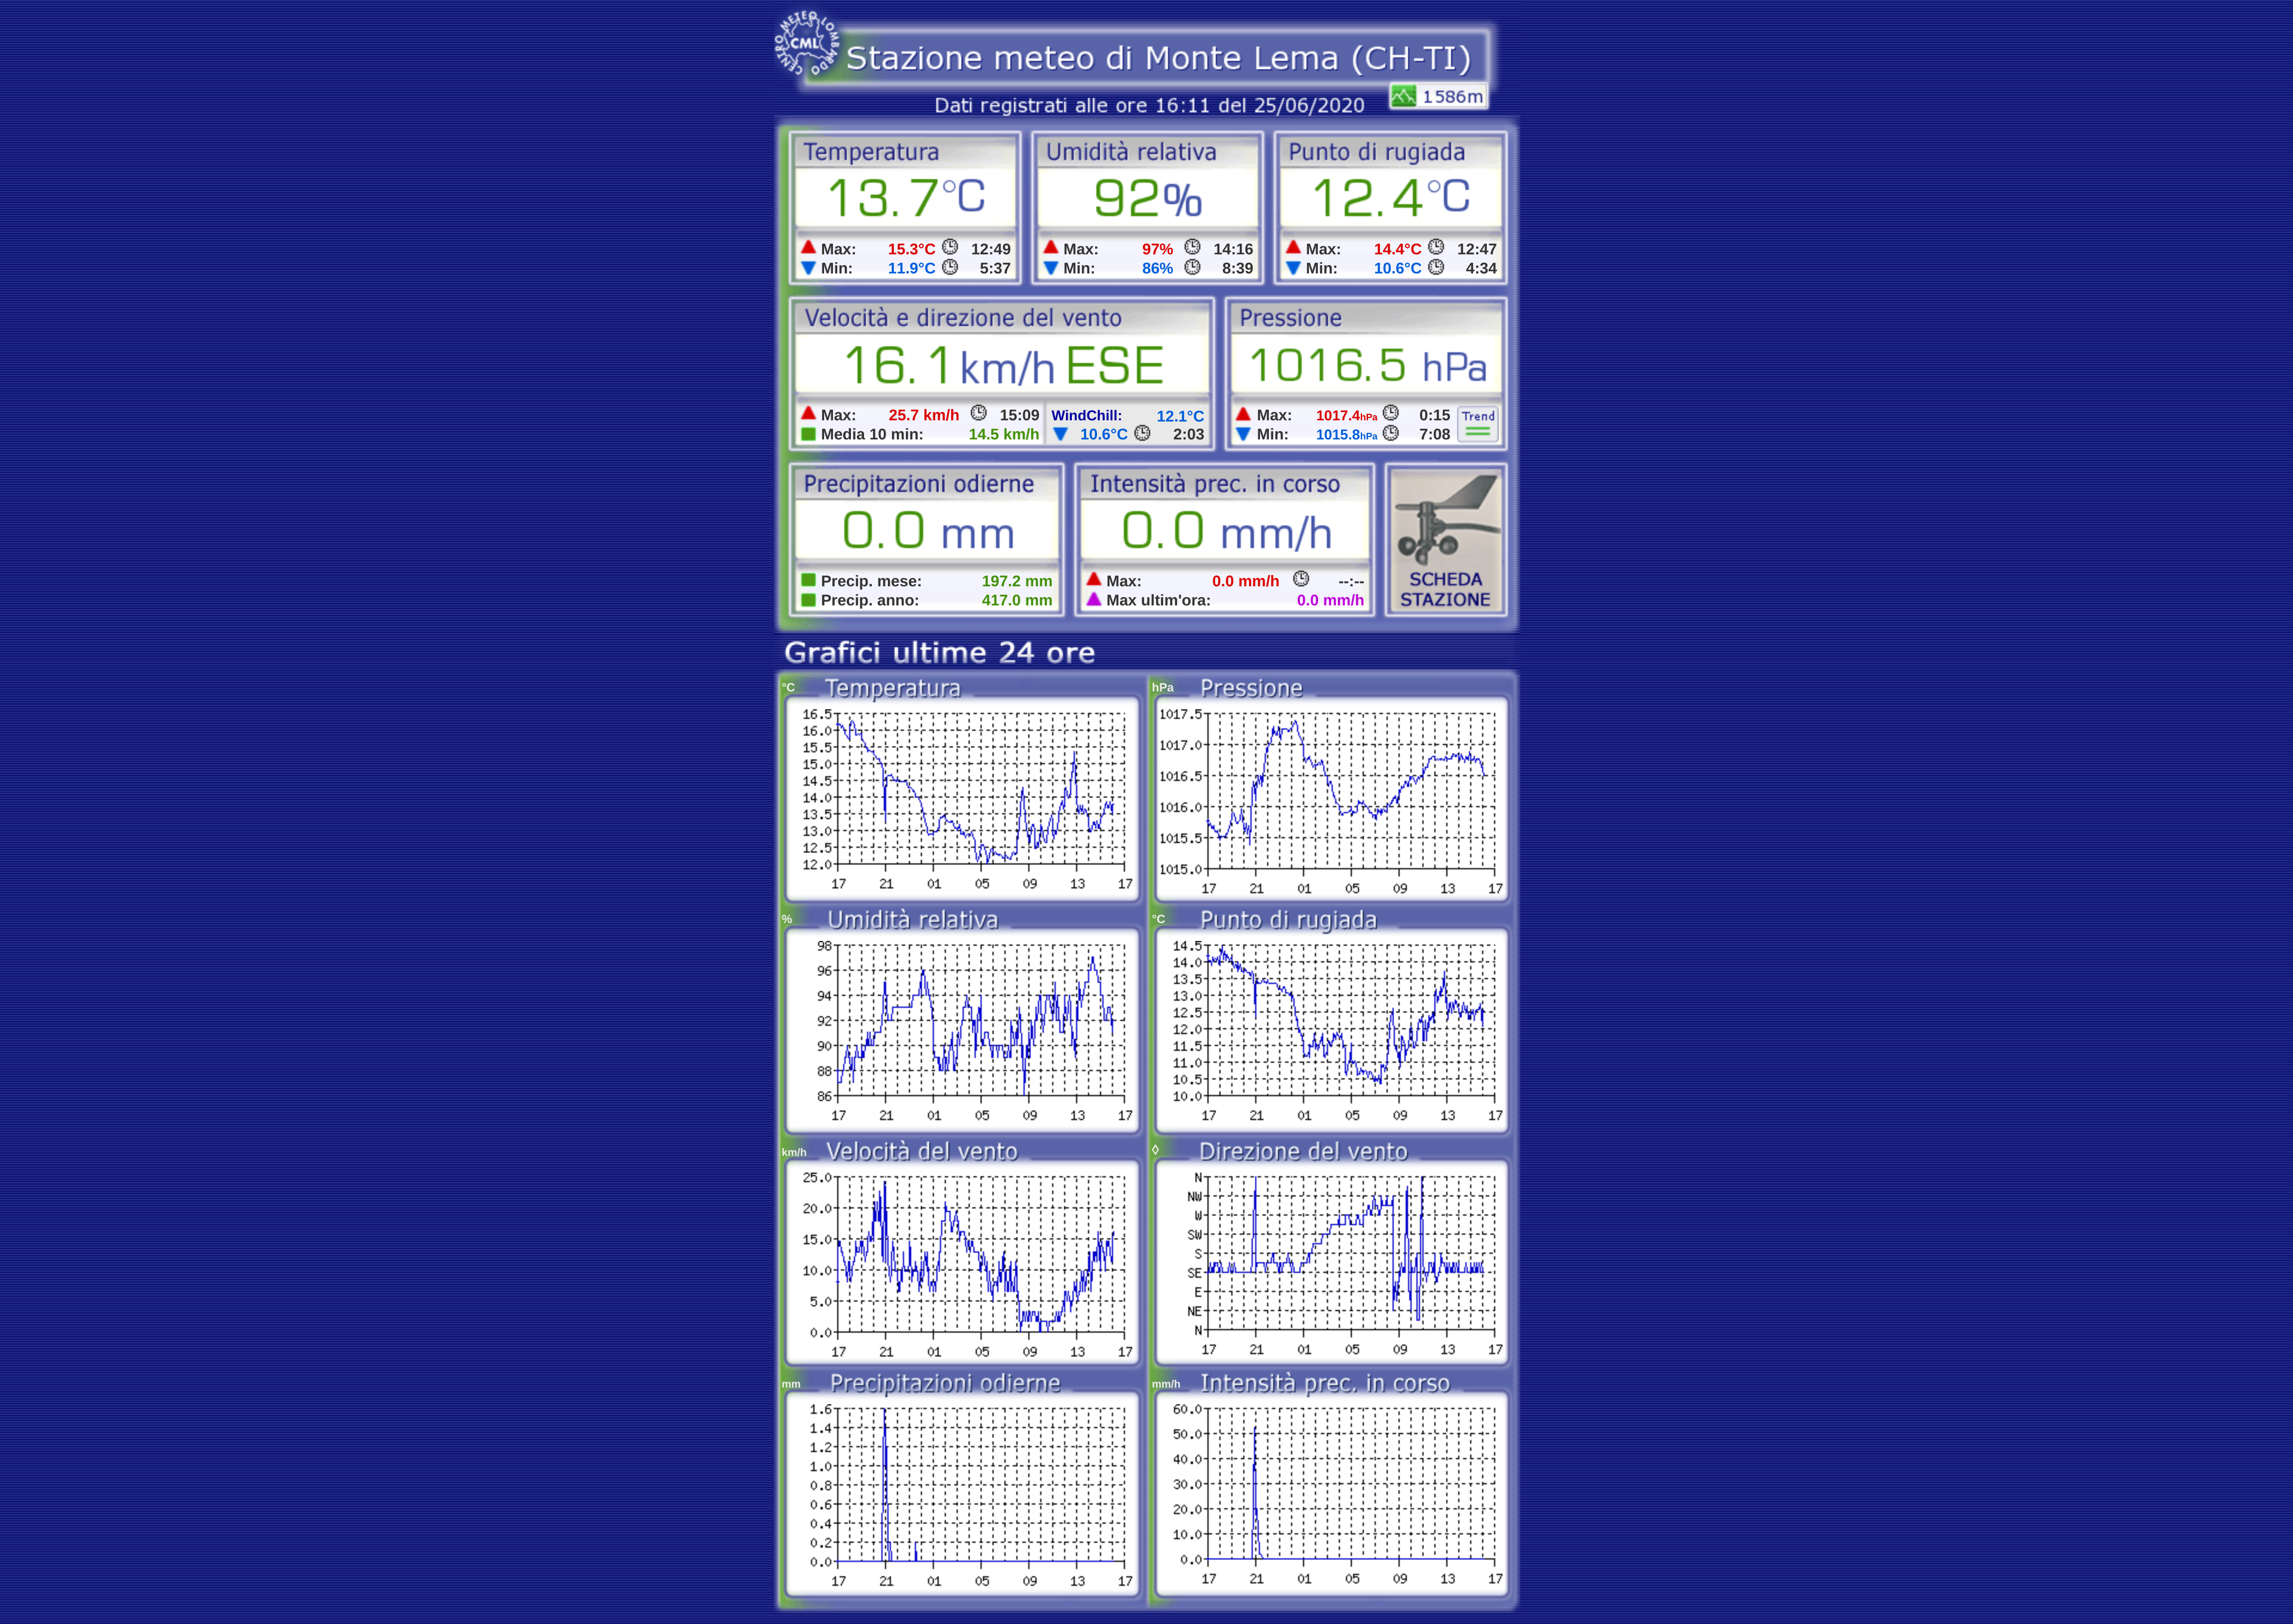 CENTRO METEO LOMBARDO
CML
Stazione meteo di Monte Lema (CH-TI)
1586m
Dati registrati alle ore 16:11 del 25/06/2020
Temperatura
13.7°C
Max: 15.3°C 12:49
Min: 11.9°C 5:37
Umidità relativa
92%
Max: 97% 14:16
Min: 86% 8:39
Punto di rugiada
12.4°C
Max: 14.4°C 12:47
Min: 10.6°C 4:34
Velocità e direzione del vento
16.1 km/h ESE
Max: 25.7 km/h 15:09
Media 10 min: 14.5 km/h
WindChill: 12.1°C
10.6°C 2:03
Pressione
1016.5 hPa
Max: 1017.4hPa 0:15
Min: 1015.8hPa 7:08
Trend
Precipitazioni odierne
0.0 mm
Precip. mese: 197.2 mm
Precip. anno: 417.0 mm
Intensità prec. in corso
0.0 mm/h
Max: 0.0 mm/h --:--
Max ultim'ora: 0.0 mm/h
SCHEDA
STAZIONE
Grafici ultime 24 ore
°C Temperatura
16.5
16.0
15.5
15.0
14.5
14.0
13.5
13.0
12.5
12.0
17 21 01 05 09 13 17
hPa Pressione
1017.5
1017.0
1016.5
1016.0
1015.5
1015.0
17 21 01 05 09 13 17
% Umidità relativa
98
96
94
92
90
88
86
17 21 01 05 09 13 17
°C Punto di rugiada
14.5
14.0
13.5
13.0
12.5
12.0
11.5
11.0
10.5
10.0
17 21 01 05 09 13 17
km/h Velocità del vento
25.0
20.0
15.0
10.0
5.0
0.0
17 21 01 05 09 13 17
◊ Direzione del vento
N
NW
W
SW
S
SE
E
NE
N
17 21 01 05 09 13 17
mm Precipitazioni odierne
1.6
1.4
1.2
1.0
0.8
0.6
0.4
0.2
0.0
17 21 01 05 09 13 17
mm/h Intensità prec. in corso
60.0
50.0
40.0
30.0
20.0
10.0
0.0
17 21 01 05 09 13 17